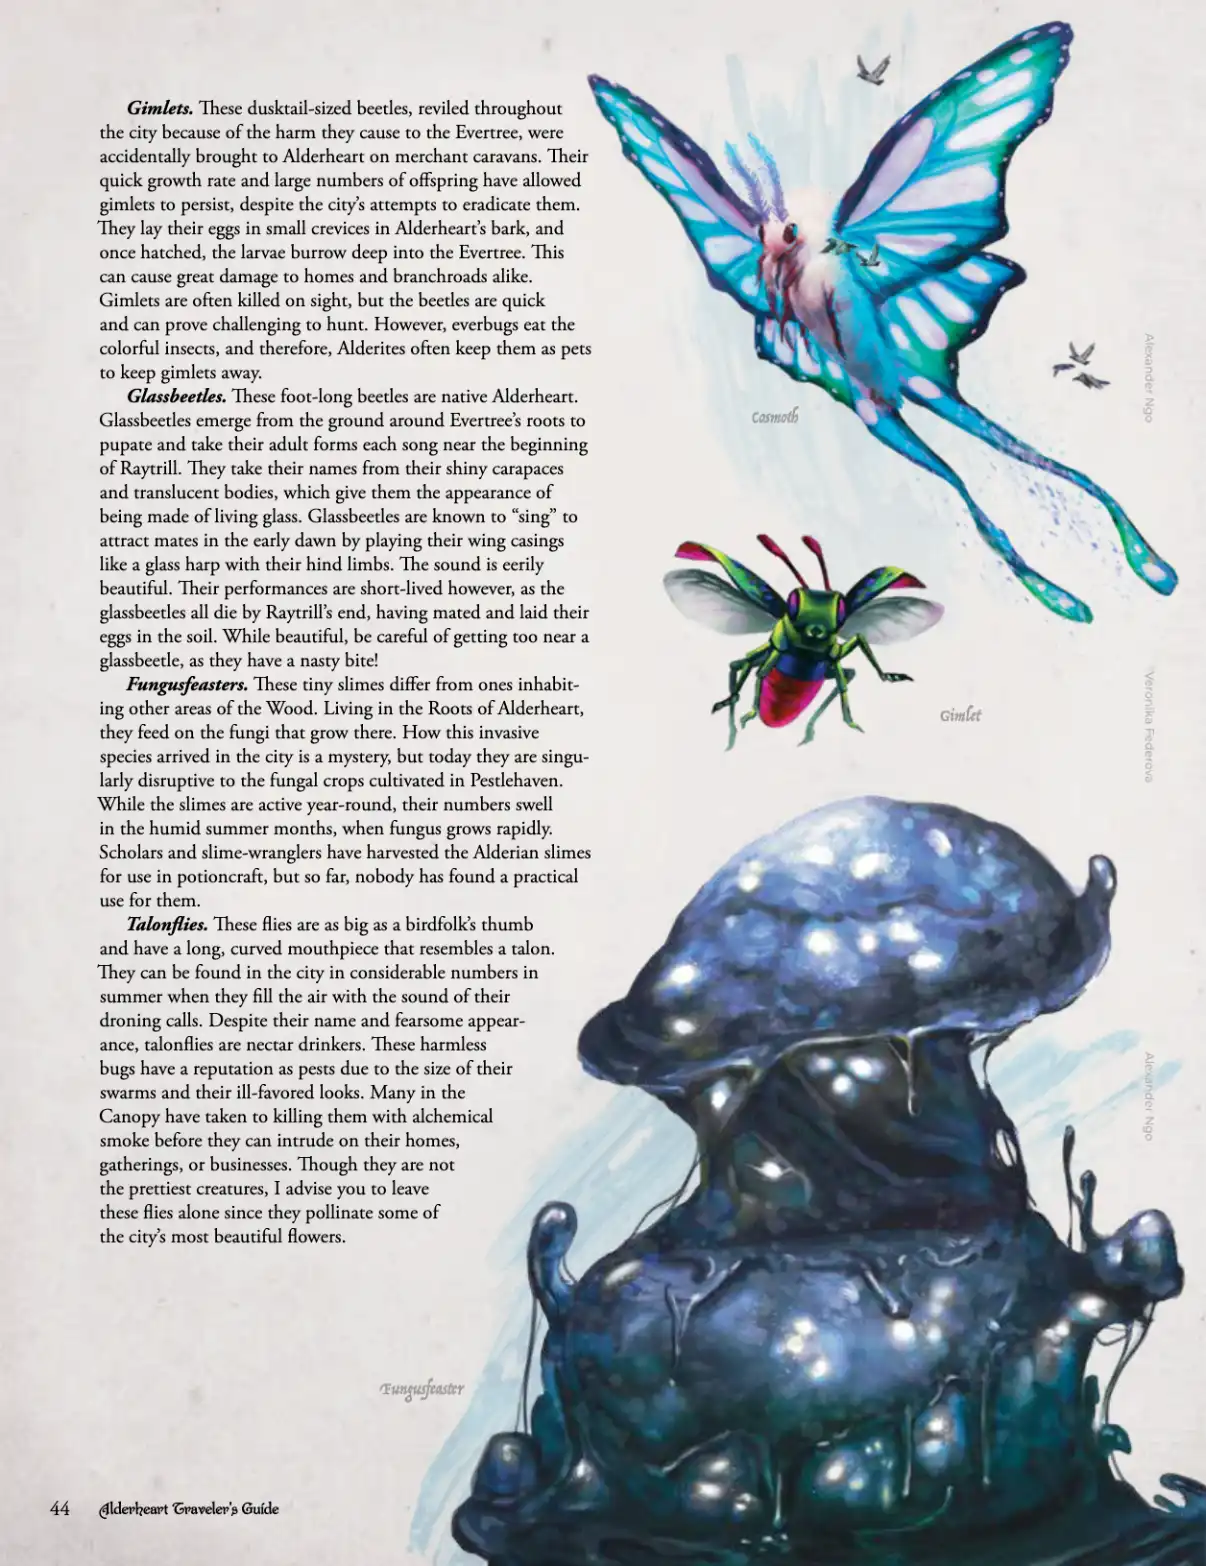 Gimlets. These dusktail-sized beetles, reviled throughout
the city because of the harm they cause to the Evertree, were
accidentally brought to Alderheart on merchant caravans. Their
quick growth rate and large numbers of offspring have allowed
gimlets to persist, despite the city's attempts to eradicate them.
They lay their eggs in small crevices in Alderheart's bark, and
once hatched, the larvae burrow deep into the Evertree. This
can cause great damage to homes and branchroads alike.
Gimlets are often killed on sight, but the beetles are quick
and can prove challenging to hunt. However, everbugs eat the
colorful insects, and therefore, Alderites often keep them as pets
to keep gimlets away.
Glassbeetles. These foot-long beetles are native Alderheart.
Glassbeetles emerge from the ground around Evertree's roots to
pupate and take their adult forms each song near the beginning
of Raytrill. They take their names from their shiny carapaces
and translucent bodies, which give them the appearance of
being made of living glass. Glassbeetles are known to “sing” to
attract mates in the early dawn by playing their wing casings
like a glass harp with their hind limbs. The sound is eerily
beautiful. Their performances are short-lived however, as the
glassbeetles all die by Raytrill's end, having mated and laid their
eggs in the soil. While beautiful, be careful of getting too near a
glassbeetle, as they have a nasty bite!
Fungusfeasters. These tiny slimes differ from ones inhabit-
ing other areas of the Wood. Living in the Roots of Alderheart,
they feed on the fungi that grow there. How this invasive
species arrived in the city is a mystery, but today they are singu-
larly disruptive to the fungal crops cultivated in Pestlehaven.
While the slimes are active year-round, their numbers swell
in the humid summer months, when fungus grows rapidly.
Scholars and slime-wranglers have harvested the Alderian slimes
for use in potioncraft, but so far, nobody has found a practical
use for them.
Talonflies. These flies are as big as a birdfolk's thumb
and have a long, curved mouthpiece that resembles a talon.
They can be found in the city in considerable numbers in
summer when they fill the air with the sound of their
droning calls. Despite their name and fearsome appear-
ance, talonflies are nectar drinkers. These harmless
bugs have a reputation as pests due to the size of their
swarms and their ill-favored looks. Many in the
Canopy have taken to killing them with alchemical
smoke before they can intrude on their homes,
gatherings, or businesses. Though they are not
the prettiest creatures, I advise you to leave
these flies alone since they pollinate some of
the city's most beautiful flowers.
Cosmoth
Alexander Ngo
Gimlet
Veronika Federova
Alexander Ngo
Fungusfeaster
44 Alderheart Traveler's Guide